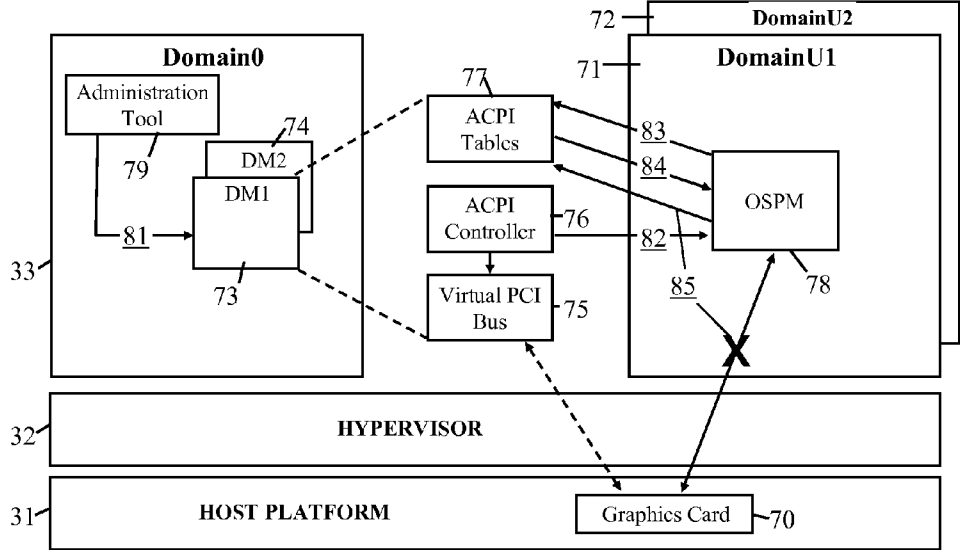 72
DomainU2
Domain0
71
DomainU1
Administration
Tool
79
74
DM2
DM1
77
ACPI
Tables
83
84
OSPM
81
ACPI
Controller
76
82
33
73
Virtual PCI
Bus
75
85
78
X
32
HYPERVISOR
31
HOST PLATFORM
Graphics Card
70